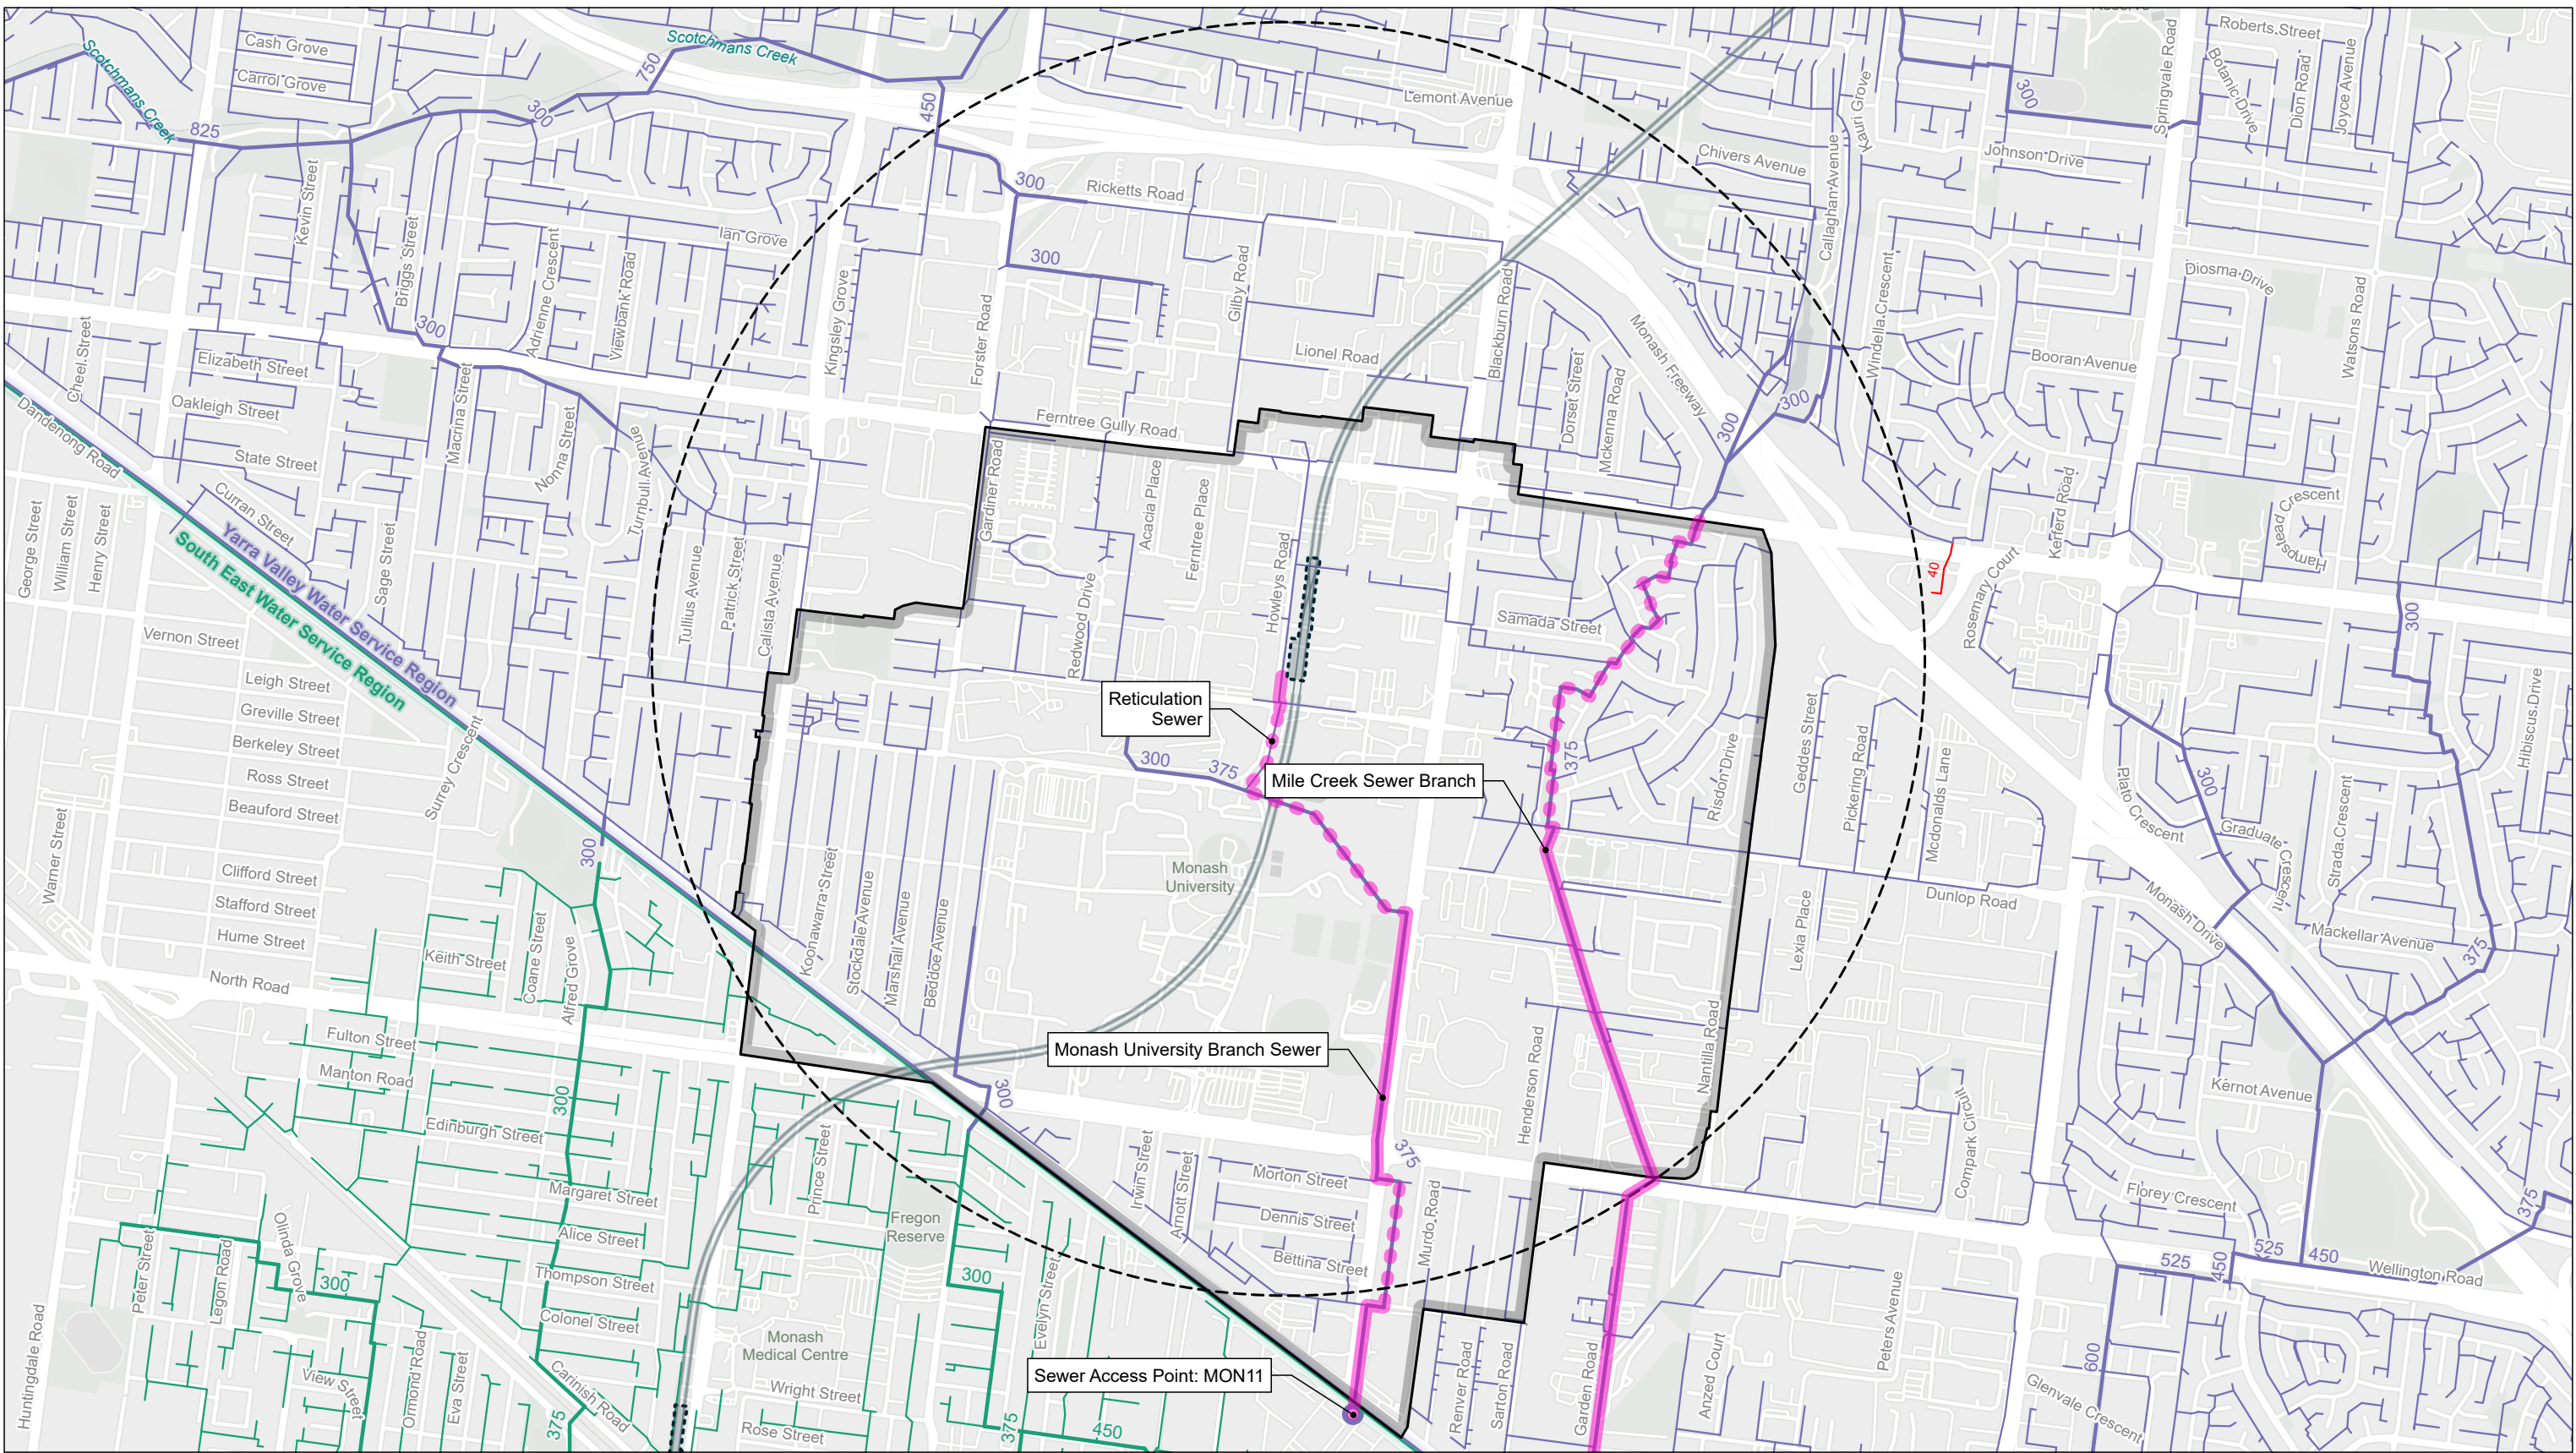 Cash Grove
Carrol Grove
Scotchmans Creek
Scotchmans Creek
750
825
300
450
Lemont Avenue
Kauri Grove
Chivers Avenue
Callaghan Avenue
300
Springvale Road
Roberts Street
Botanic Drive
Dion Road
Joyce Avenue
Johnson Drive
Kevin Street
Briggs Street
300
Ricketts Road
Ian Grove
300
Adrienne Crescent
Viewbank Road
Kingsley Grove
Forster Road
Gilby Road
Lionel Road
Blackburn Road
Monash Freeway
Windella Crescent
Diosma Drive
Watsons Road
Booran Avenue
Cheel Street
Elizabeth Street
300
Oakleigh Street
Macrina Street
Dandenong Road
State Street
Nonna Street
Turnbull Avenue
Ferntree Gully Road
Dorset Street
Mckenna Road
300
300
Gardiner Road
Acacia Place
Ferntree Place
Curran Street
George Street
William Street
Henry Street
Sage Street
Yarra Valley Water Service Region
South East Water Service Region
Tullius Avenue
Patrick Street
Calista Avenue
Redwood Drive
Howleys Road
Samada Street
40
Rosemary Court
Kerferd Road
Hampstead Crescent
300
Vernon Street
Leigh Street
Greville Street
Berkeley Street
Ross Street
Beauford Street
Surrey Crescent
Reticulation
Sewer
300
375
Mile Creek Sewer Branch
375
Risdon Drive
Geddes Street
Pickering Road
Mcdonalds Lane
Plato Crescent
300
Graduate Crescent
Strada Crescent
Hibiscus Drive
Warner Street
Clifford Street
Stafford Street
Hume Street
300
Monash
University
Koonawarra Street
Stockdale Avenue
Marshall Avenue
Beddoe Avenue
Dunlop Road
Lexia Place
Monash Drive
Mackellar Avenue
375
Keith Street
Coane Street
Alfred Grove
North Road
Fulton Street
Manton Road
300
Edinburgh Street
300
Monash University Branch Sewer
Henderson Road
Nantilla Road
Compark Circuit
Kernot Avenue
Prince Street
Irwin Street
Arnott Street
Morton Street
375
Margaret Street
Alice Street
Fregon
Reserve
Dennis Street
Bettina Street
Murdo Road
Florey Crescent
375
Peter Street
Legon Road
Olinda Grove
300
Thompson Street
Colonel Street
300
Evelyn Street
525
450
525
450
Wellington Road
Huntingdale Road
View Street
Ormond Road
Eva Street
Carinish Road
375
Monash
Medical Centre
Wright Street
Rose Street
375
450
Sewer Access Point: MON11
Renver Road
Sarton Road
Garden Road
Anzed Court
Peters Avenue
600
Glenvale Crescent